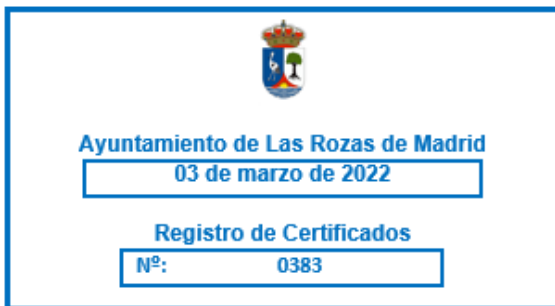 Ayuntamiento de Las Rozas de Madrid
03 de marzo de 2022
Registro de Certificados
Nº: 0383